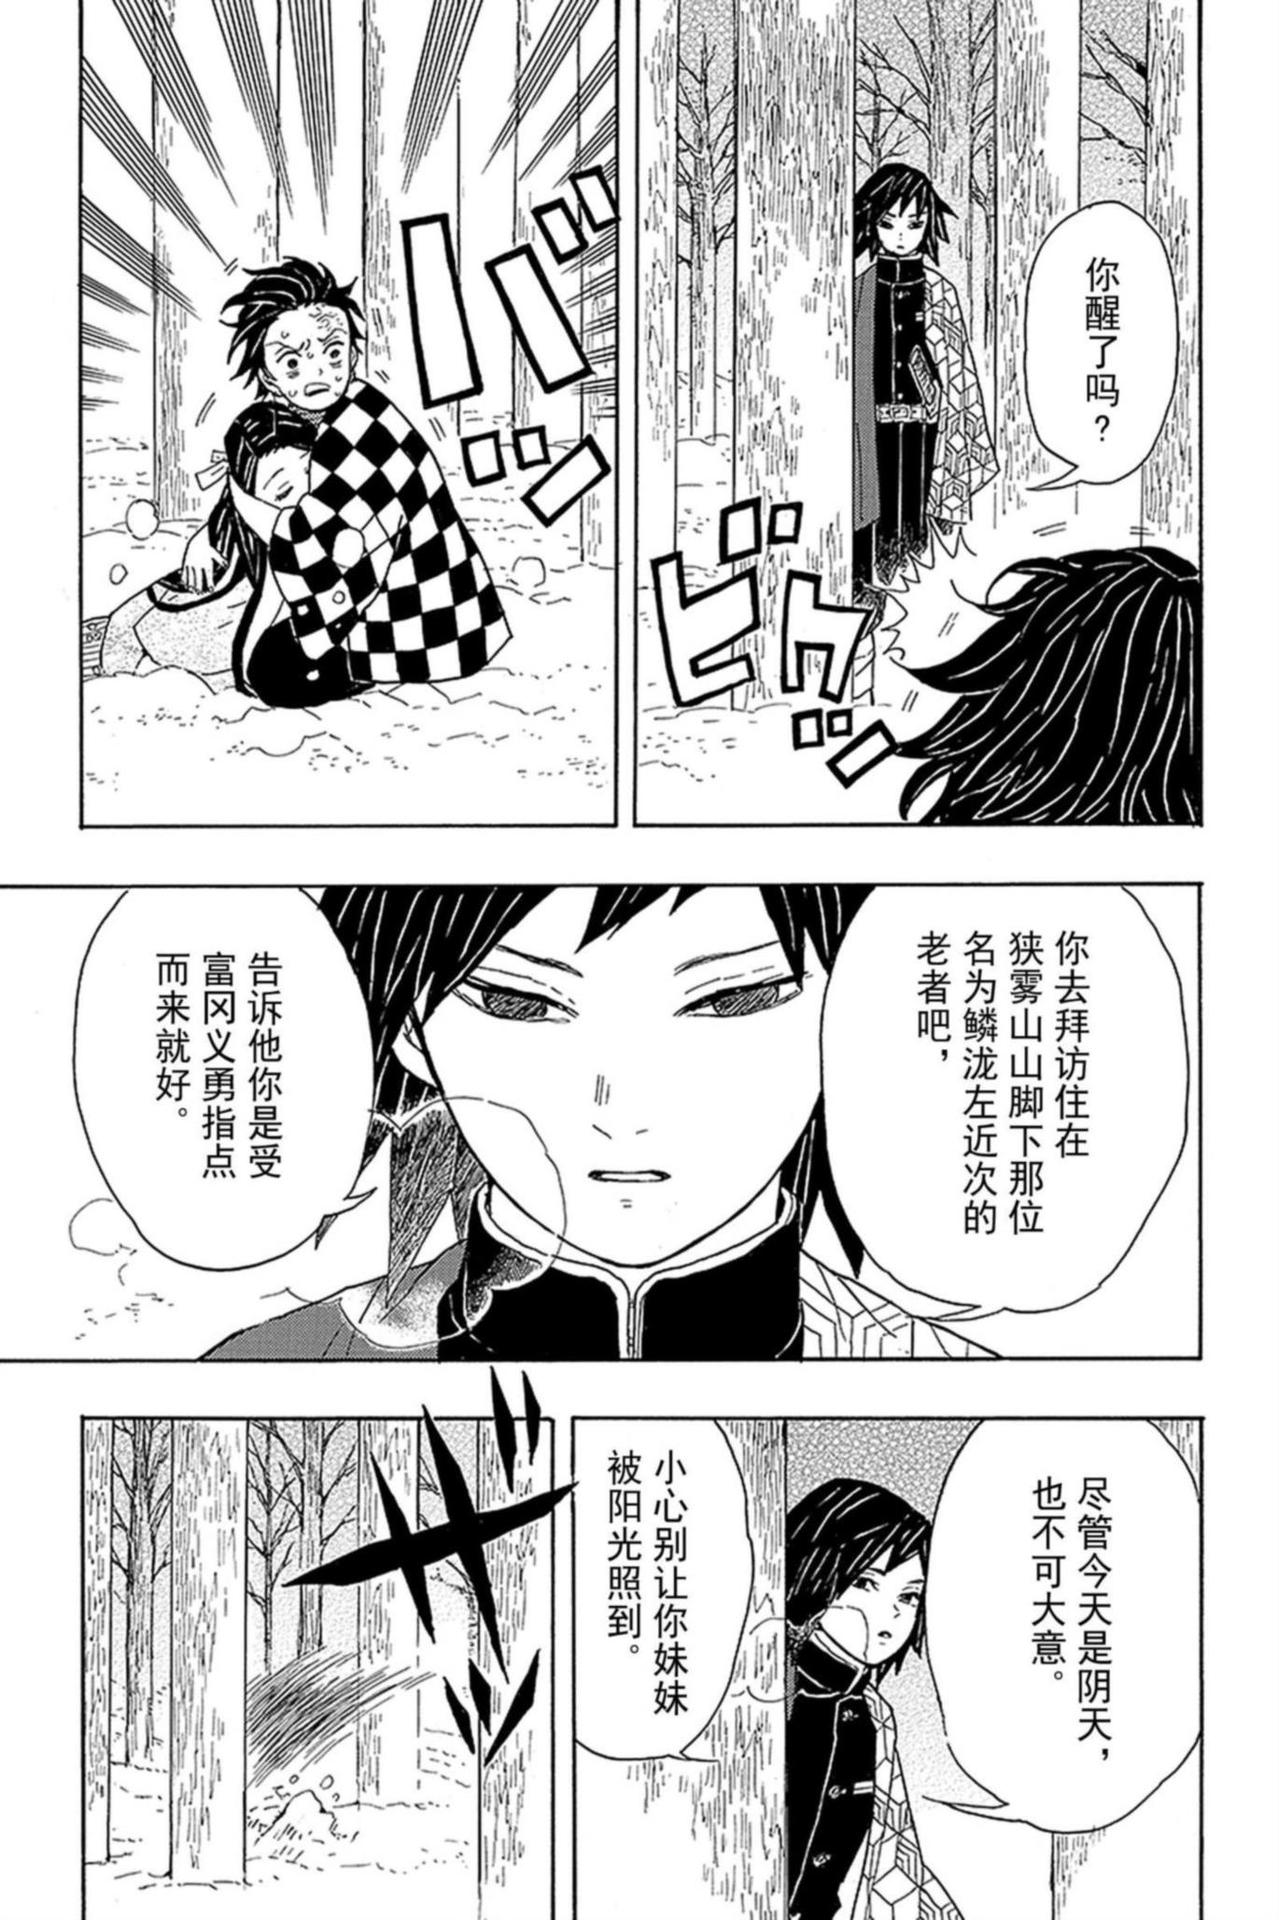 你醒了吗？
ビクッ
ババッ
你去拜访住在
狭雾山山脚下那位
名为鳞泷左近次的
老者吧，
告诉他你是受
富冈义勇指点
而来就好。
尽管今天是阴天，
也不可大意。
小心别让你妹妹
被阳光照到。